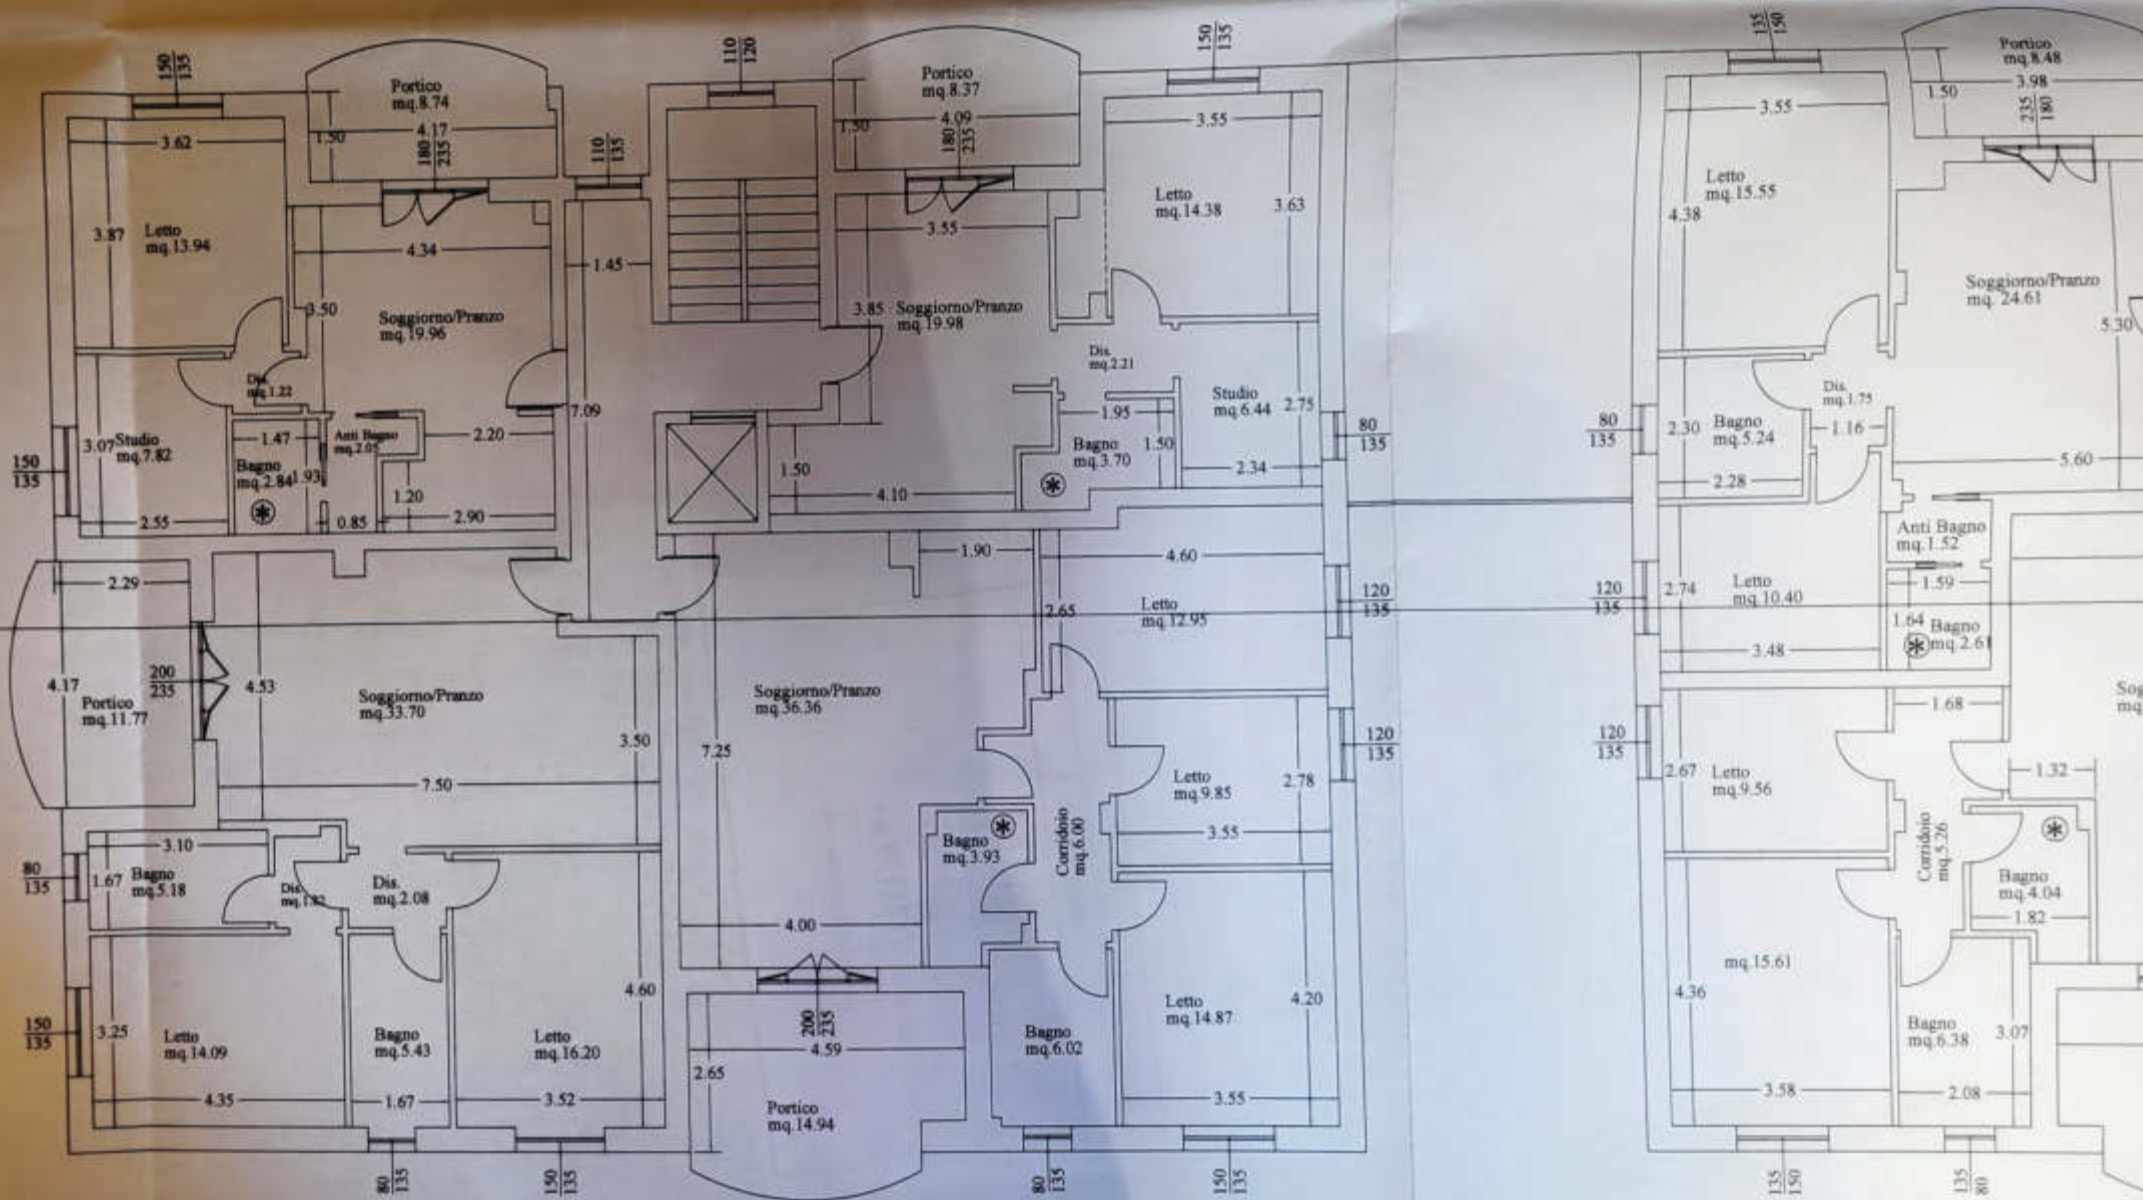 150
135
Portico
mq.8.74
1.50
4.17
180
235
3.62
3.87
Letto
mq.13.94
4.34
3.50
Soggiorno/Pranzo
mq.19.96
110
135
1.45
7.09
Dis.
mq.1.22
3.07
Studio
mq.7.82
2.55
150
135
1.47
Bagno
mq.2.84
1.93
Anti Bagno
mq.2.05
2.20
1.20
0.85
2.90
110
120
Portico
mq.8.37
1.50
4.09
180
235
3.55
3.85
Soggiorno/Pranzo
mq.19.98
1.50
4.10
150
135
3.55
Letto
mq.14.38
3.63
Dis.
mq.2.21
1.95
Bagno
mq.3.70
1.50
Studio
mq.6.44
2.75
2.34
80
135
2.29
4.17
Portico
mq.11.77
200
235
4.53
Soggiorno/Pranzo
mq.33.70
3.50
7.50
80
135
3.10
1.67
Bagno
mq.5.18
Dis.
mq.1.82
Dis.
mq.2.08
150
135
3.25
Letto
mq.14.09
4.35
Bagno
mq.5.43
1.67
80
135
4.60
Letto
mq.16.20
3.52
150
135
1.90
7.25
Soggiorno/Pranzo
mq.36.36
4.00
200
235
4.59
2.65
Portico
mq.14.94
4.60
2.65
Letto
mq.12.95
120
135
120
135
Letto
mq.9.85
2.78
3.55
Bagno
mq.3.93
Corridoio
mq.6.00
Bagno
mq.6.02
80
135
Letto
mq.14.87
4.20
3.55
150
135
135
150
3.55
Letto
mq.15.55
4.38
Portico
mq.8.48
3.98
1.50
235
180
Soggiorno/Pranzo
mq. 24.61
5.30
5.60
80
135
2.30
Bagno
mq.5.24
2.28
Dis.
mq.1.75
1.16
120
135
2.74
Letto
mq.10.40
3.48
Anti Bagno
mq.1.52
1.59
1.64
Bagno
mq.2.61
120
135
2.67
Letto
mq.9.56
1.68
1.32
Corridoio
mq.5.26
Bagno
mq.4.04
1.82
mq.15.61
4.36
3.58
135
150
Bagno
mq.6.38
3.07
2.08
135
80
Sog
mq